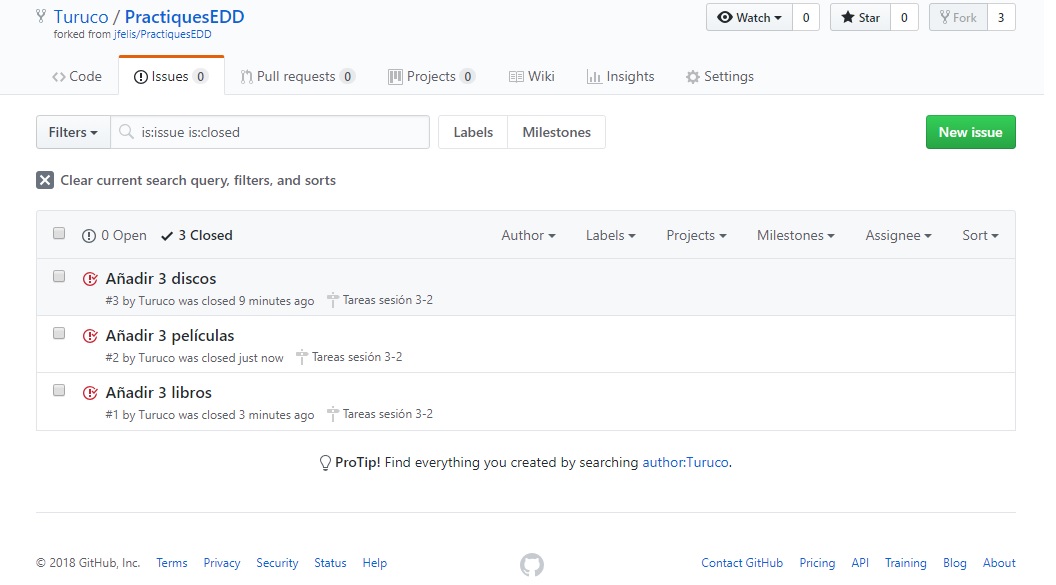 Turuco / PractiquesEDD
Watch 0 Star 0 Fork 3
forked from jfelis/PractiquesEDD
Code Issues 0 Pull requests 0 Projects 0 Wiki Insights Settings
Filters is:issue is:closed Labels Milestones New issue
Clear current search query, filters, and sorts
0 Open 3 Closed Author Labels Projects Milestones Assignee Sort
Añadir 3 discos
#3 by Turuco was closed 9 minutes ago Tareas sesión 3-2
Añadir 3 películas
#2 by Turuco was closed just now Tareas sesión 3-2
Añadir 3 libros
#1 by Turuco was closed 3 minutes ago Tareas sesión 3-2
ProTip! Find everything you created by searching author:Turuco.
© 2018 GitHub, Inc. Terms Privacy Security Status Help Contact GitHub Pricing API Training Blog About